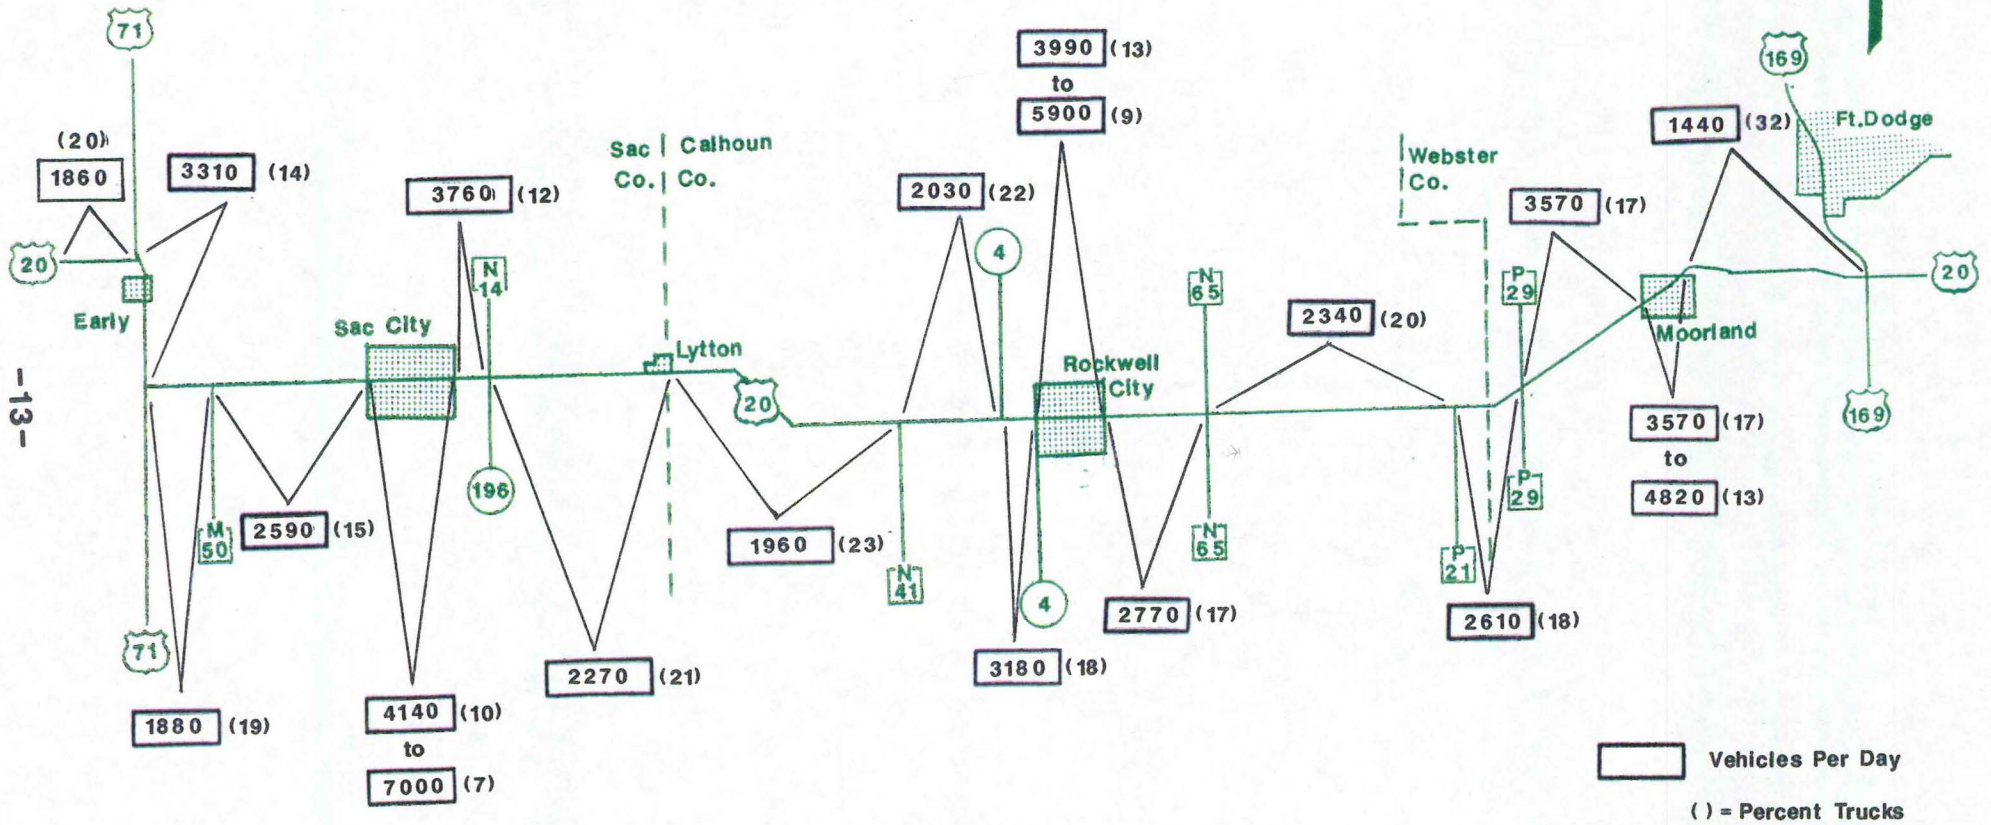 71
3990 (13)
to
5900 (9)
169
1440 (32)
Ft.Dodge
(20)
1860
3310 (14)
3760 (12)
Sac Calhoun
Co. Co.
2030 (22)
Webster
Co.
3570 (17)
20
Early
N
14
4
N
65
P
29
20
Sac City
2340 (20)
Moorland
Lytton
Rockwell
City
20
169
-13-
3570 (17)
to
4820 (13)
196
P
29
M
50
2590 (15)
1960 (23)
N
65
N
41
P
21
4
2770 (17)
2610 (18)
71
2270 (21)
3180 (18)
1880 (19)
4140 (10)
to
7000 (7)
Vehicles Per Day
( ) = Percent Trucks